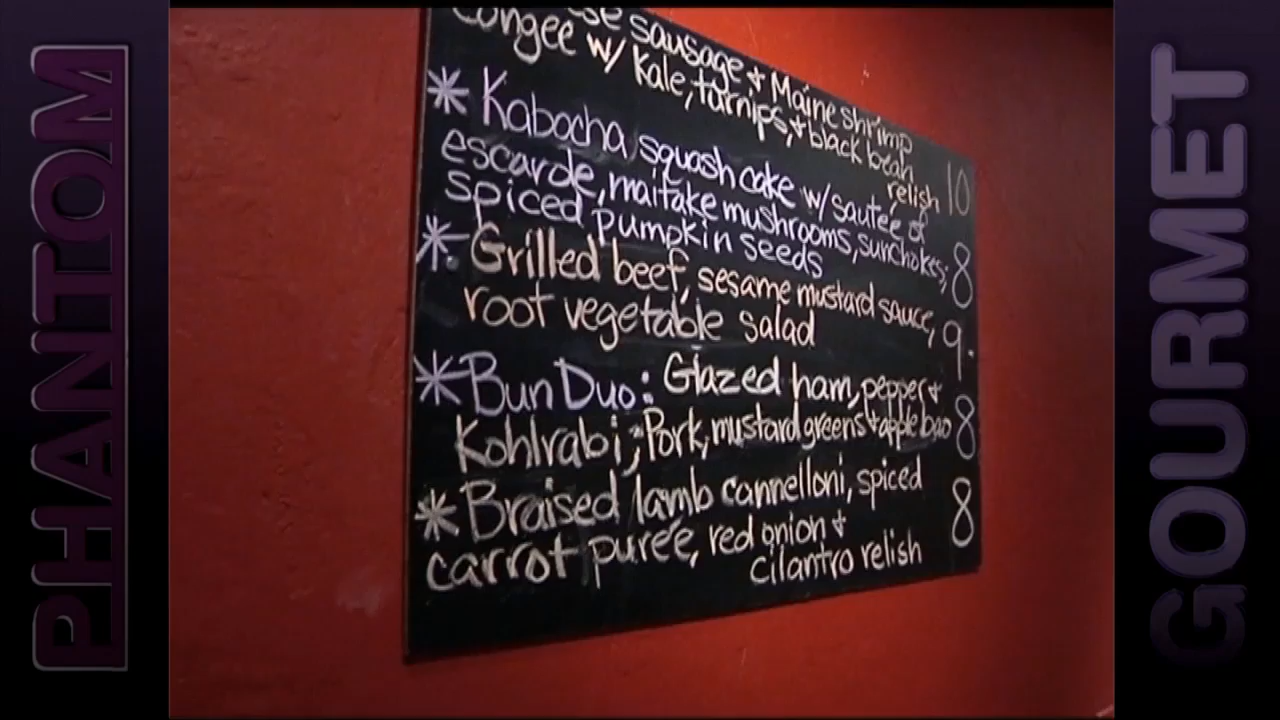 PHANTOM
sausage + Maine shrimp
congee w/ Kale, turnips, + black bean
relish 10
* Kabocha squash cake w/ sautee of
escarole, maitake mushrooms, sunchokes,
spiced pumpkin seeds 8
* Grilled beef, sesame mustard sauce,
root vegetable salad 9.
* Bun Duo: Glazed ham, pepper +
Kohlrabi; Pork, mustard greens + apple bao 8
* Braised lamb cannelloni, spiced
carrot puree, red onion + 8
cilantro relish
GOURMET